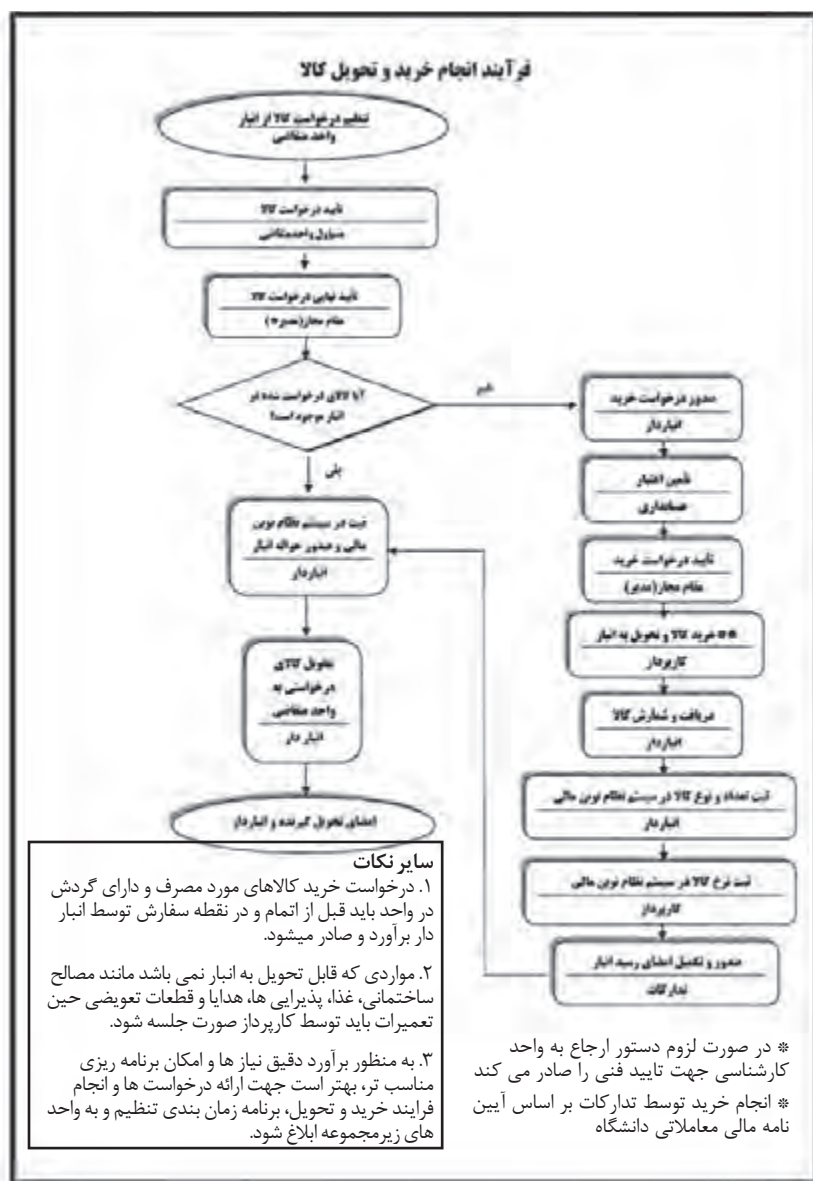 فرآیند انجام خرید و تحویل کالا
تنظیم درخواست کالا از انبار
واحد متقاضی
تأیید درخواست کالا
مسئول واحد متقاضی
تأیید نهایی درخواست کالا
مقام مجاز(مدیر*)
آیا کالای درخواست شده در
انبار موجود است؟
خیر
بلی
ثبت در سیستم نظام نوین
مالی و صدور حواله انبار
انباردار
تحویل کالای
درخواستی به
واحد متقاضی
انبار دار
امضای تحویل گیرنده و انباردار
صدور درخواست خرید
انباردار
تأمین اعتبار
حسابداری
تأیید درخواست خرید
مقام مجاز(مدیر)
** خرید کالا و تحویل به انبار
کارپرداز
دریافت و شمارش کالا
انباردار
ثبت تعداد و نوع کالا در سیستم نظام نوین مالی
انباردار
ثبت نرخ کالا در سیستم نظام نوین مالی
کارپرداز
صدور و تکمیل امضای رسید انبار
تدارکات
سایر نکات
۱. درخواست خرید کالاهای مورد مصرف و دارای گردش
در واحد باید قبل از اتمام و در نقطه سفارش توسط انبار
دار برآورد و صادر میشود.
۲. مواردی که قابل تحویل به انبار نمی باشد مانند مصالح
ساختمانی، غذا، پذیرایی ها، هدایا و قطعات تعویضی حین
تعمیرات باید توسط کارپرداز صورت جلسه شود.
۳. به منظور برآورد دقیق نیاز ها و امکان برنامه ریزی
مناسب تر، بهتر است جهت ارائه درخواست ها و انجام
فرایند خرید و تحویل، برنامه زمان بندی تنظیم و به واحد
های زیرمجموعه ابلاغ شود.
* در صورت لزوم دستور ارجاع به واحد
کارشناسی جهت تایید فنی را صادر می کند
* انجام خرید توسط تدارکات بر اساس آیین
نامه مالی معاملاتی دانشگاه